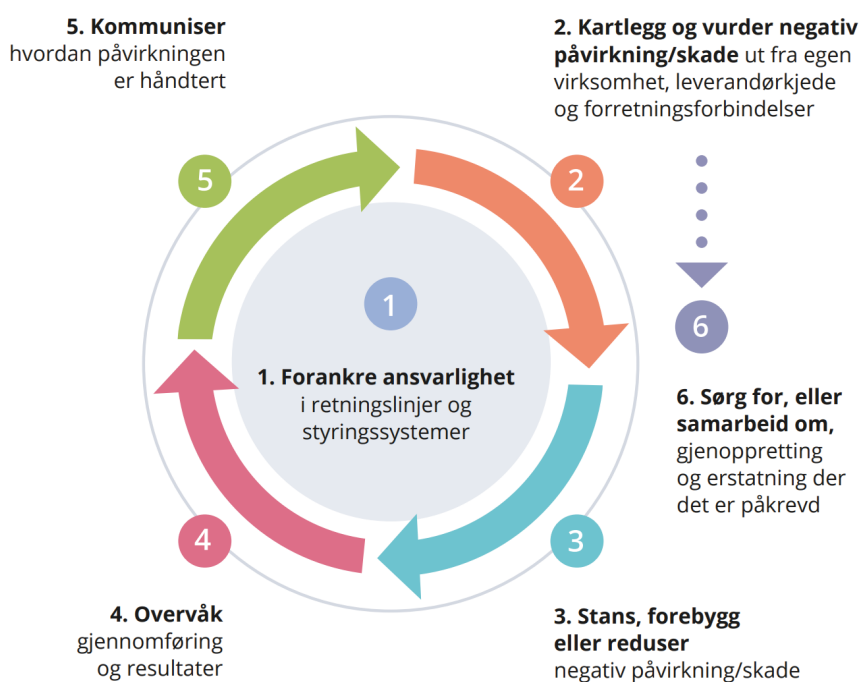 5. Kommuniser
hvordan påvirkningen
er håndtert
2. Kartlegg og vurder negativ
påvirkning/skade ut fra egen
virksomhet, leverandørkjede
og forretningsforbindelser
5
2
1
6
1. Forankre ansvarlighet
i retningslinjer og
styringssystemer
6. Sørg for, eller
samarbeid om,
gjenoppretting
og erstatning der
det er påkrevd
4
3
4. Overvåk
gjennomføring
og resultater
3. Stans, forebygg
eller reduser
negativ påvirkning/skade